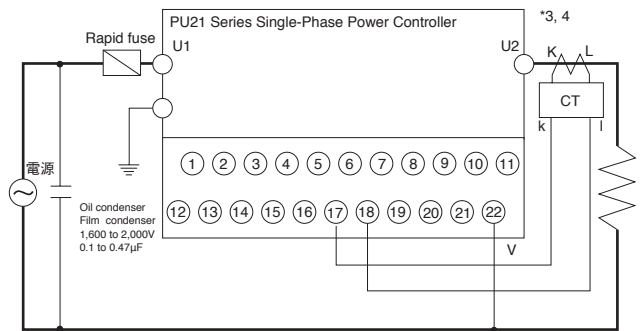 PU21 Series Single-Phase Power Controller
*3, 4
Rapid fuse
U1
U2
K
L
CT
k
l
電源
1
2
3
4
5
6
7
8
9
10
11
Oil condenser
Film condenser
1,600 to 2,000V
0.1 to 0.47μF
12
13
14
15
16
17
18
19
20
21
22
V